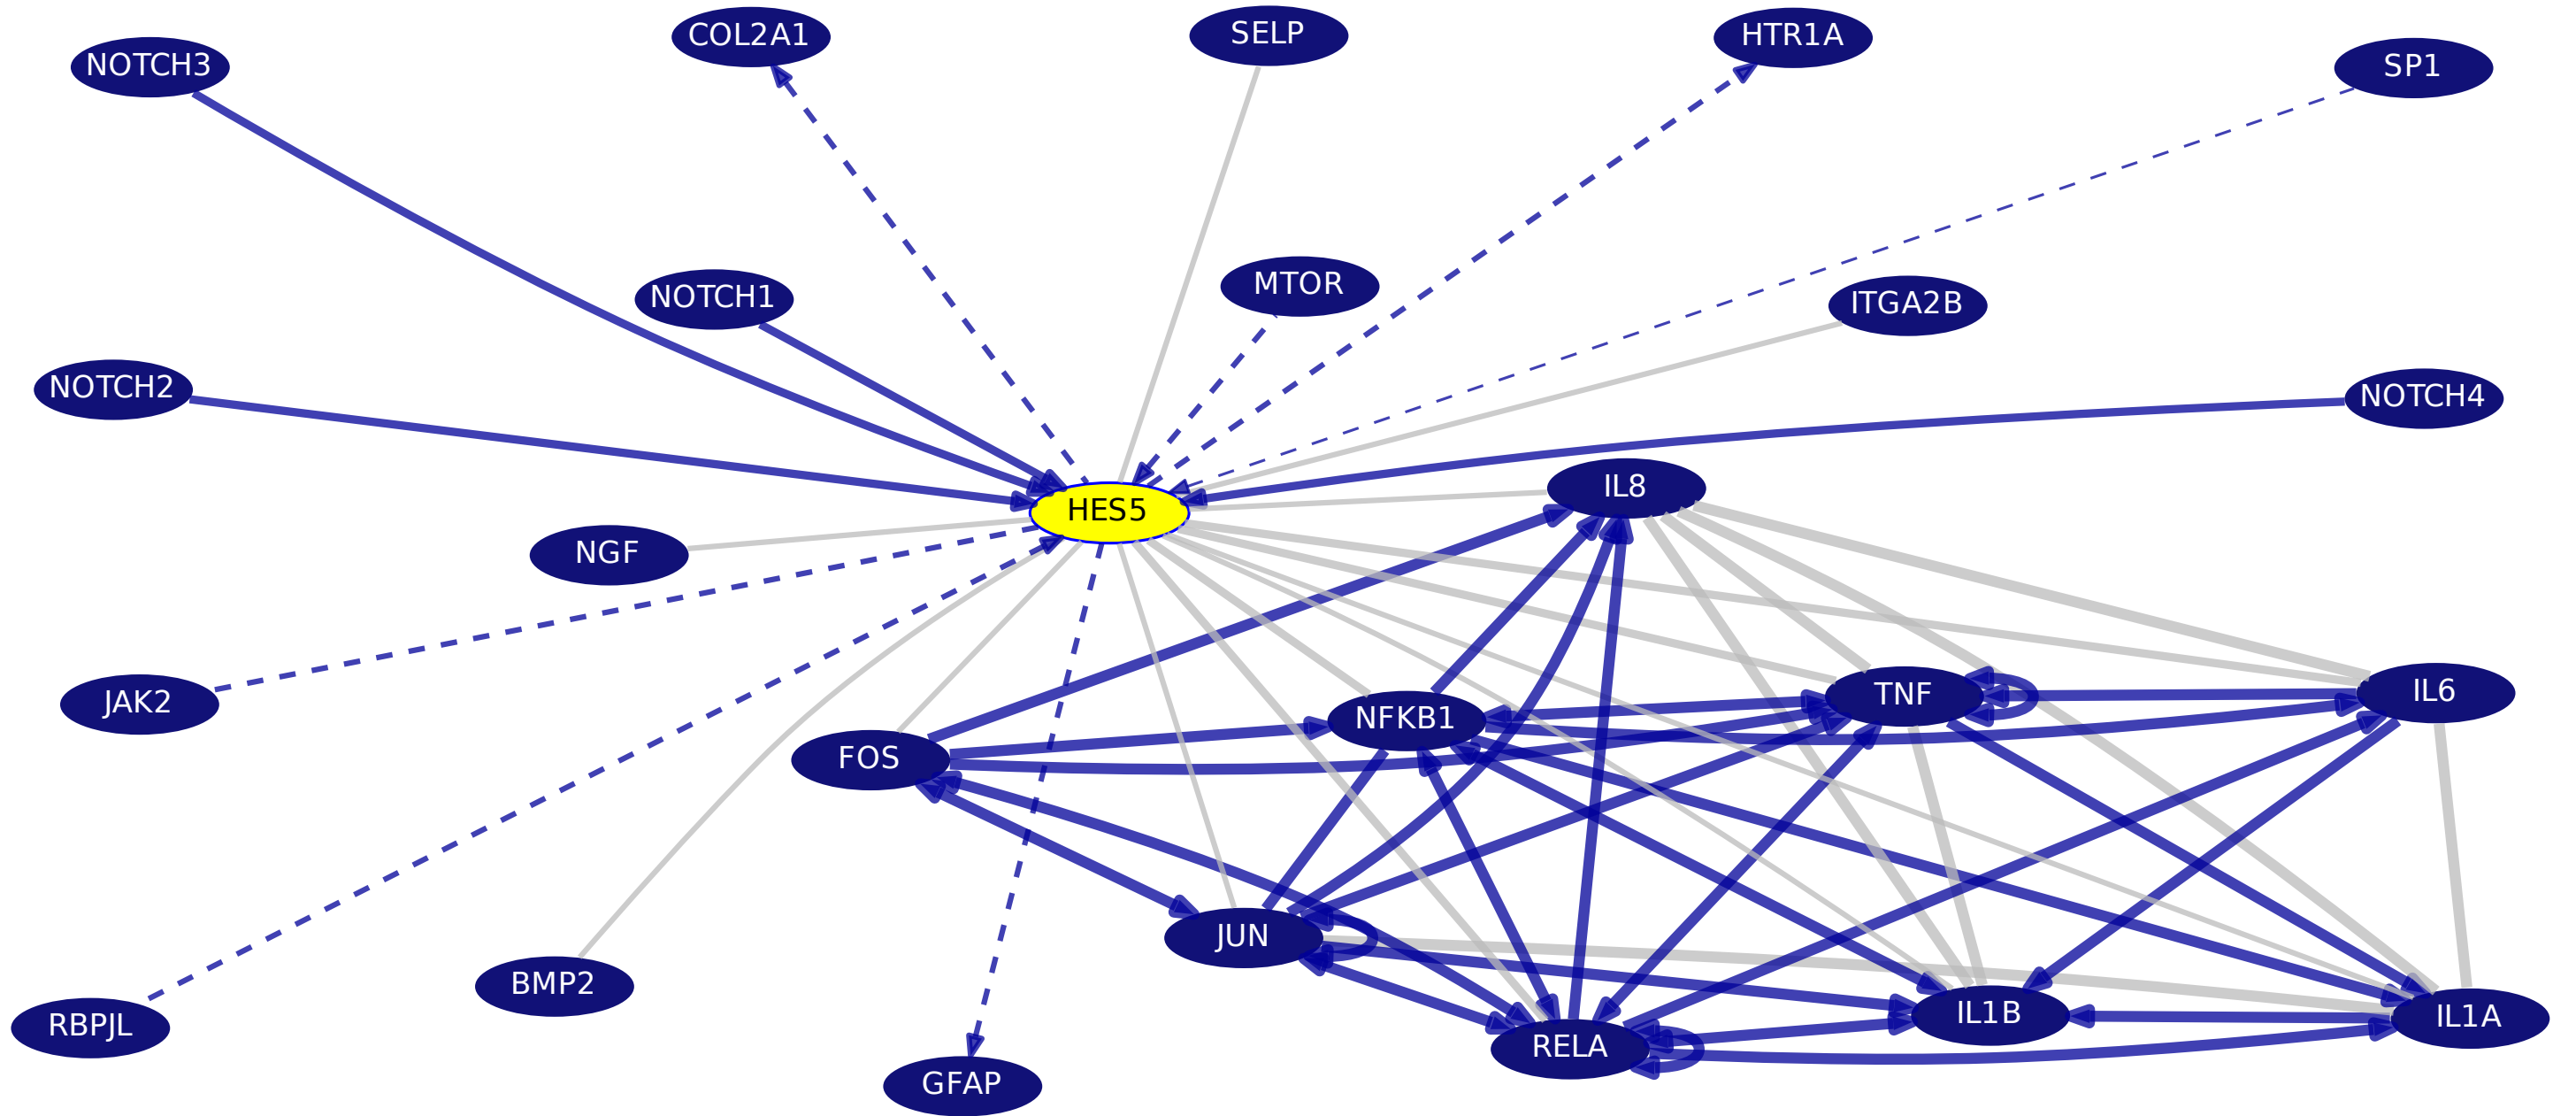 COL2A1
SELP
HTR1A
NOTCH3
SP1
MTOR
NOTCH1
ITGA2B
NOTCH2
NOTCH4
IL8
HES5
NGF
TNF
IL6
JAK2
NFKB1
FOS
JUN
BMP2
IL1B
IL1A
RBPJL
RELA
GFAP